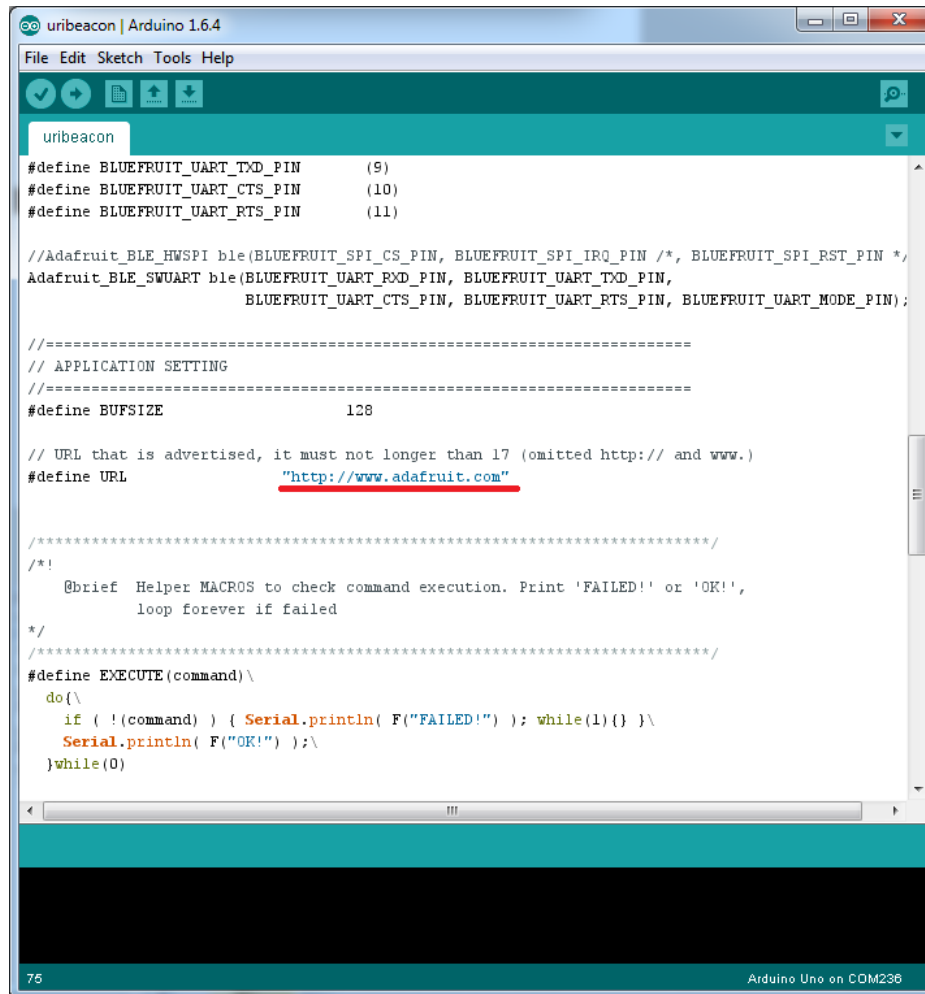 uribeacon | Arduino 1.6.4
File Edit Sketch Tools Help
uribeacon
#define BLUEFRUIT_UART_TXD_PIN (9)
#define BLUEFRUIT_UART_CTS_PIN (10)
#define BLUEFRUIT_UART_RTS_PIN (11)
//Adafruit_BLE_HWSPI ble(BLUEFRUIT_SPI_CS_PIN, BLUEFRUIT_SPI_IRQ_PIN /*, BLUEFRUIT_SPI_RST_PIN */
Adafruit_BLE_SWUART ble(BLUEFRUIT_UART_RXD_PIN, BLUEFRUIT_UART_TXD_PIN,
BLUEFRUIT_UART_CTS_PIN, BLUEFRUIT_UART_RTS_PIN, BLUEFRUIT_UART_MODE_PIN);
//=======================================================================
// APPLICATION SETTING
//=======================================================================
#define BUFSIZE 128
// URL that is advertised, it must not longer than 17 (omitted http:// and www.)
#define URL "http://www.adafruit.com"
/**************************************************************************/
/*!
@brief Helper MACROS to check command execution. Print 'FAILED!' or 'OK!',
loop forever if failed
*/
/**************************************************************************/
#define EXECUTE(command)\
do{\
if ( !(command) ) { Serial.println( F("FAILED!") ); while(1){} }\
Serial.println( F("OK!") );\
}while(0)
75
Arduino Uno on COM236